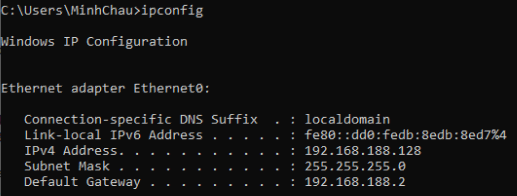 C:\Users\MinhChau>ipconfig
Windows IP Configuration
Ethernet adapter Ethernet0:
Connection-specific DNS Suffix  . : localdomain
Link-local IPv6 Address . . . . . : fe80::dd0:fedb:8edb:8ed7%4
IPv4 Address. . . . . . . . . . . : 192.168.188.128
Subnet Mask . . . . . . . . . . . : 255.255.255.0
Default Gateway . . . . . . . . . : 192.168.188.2